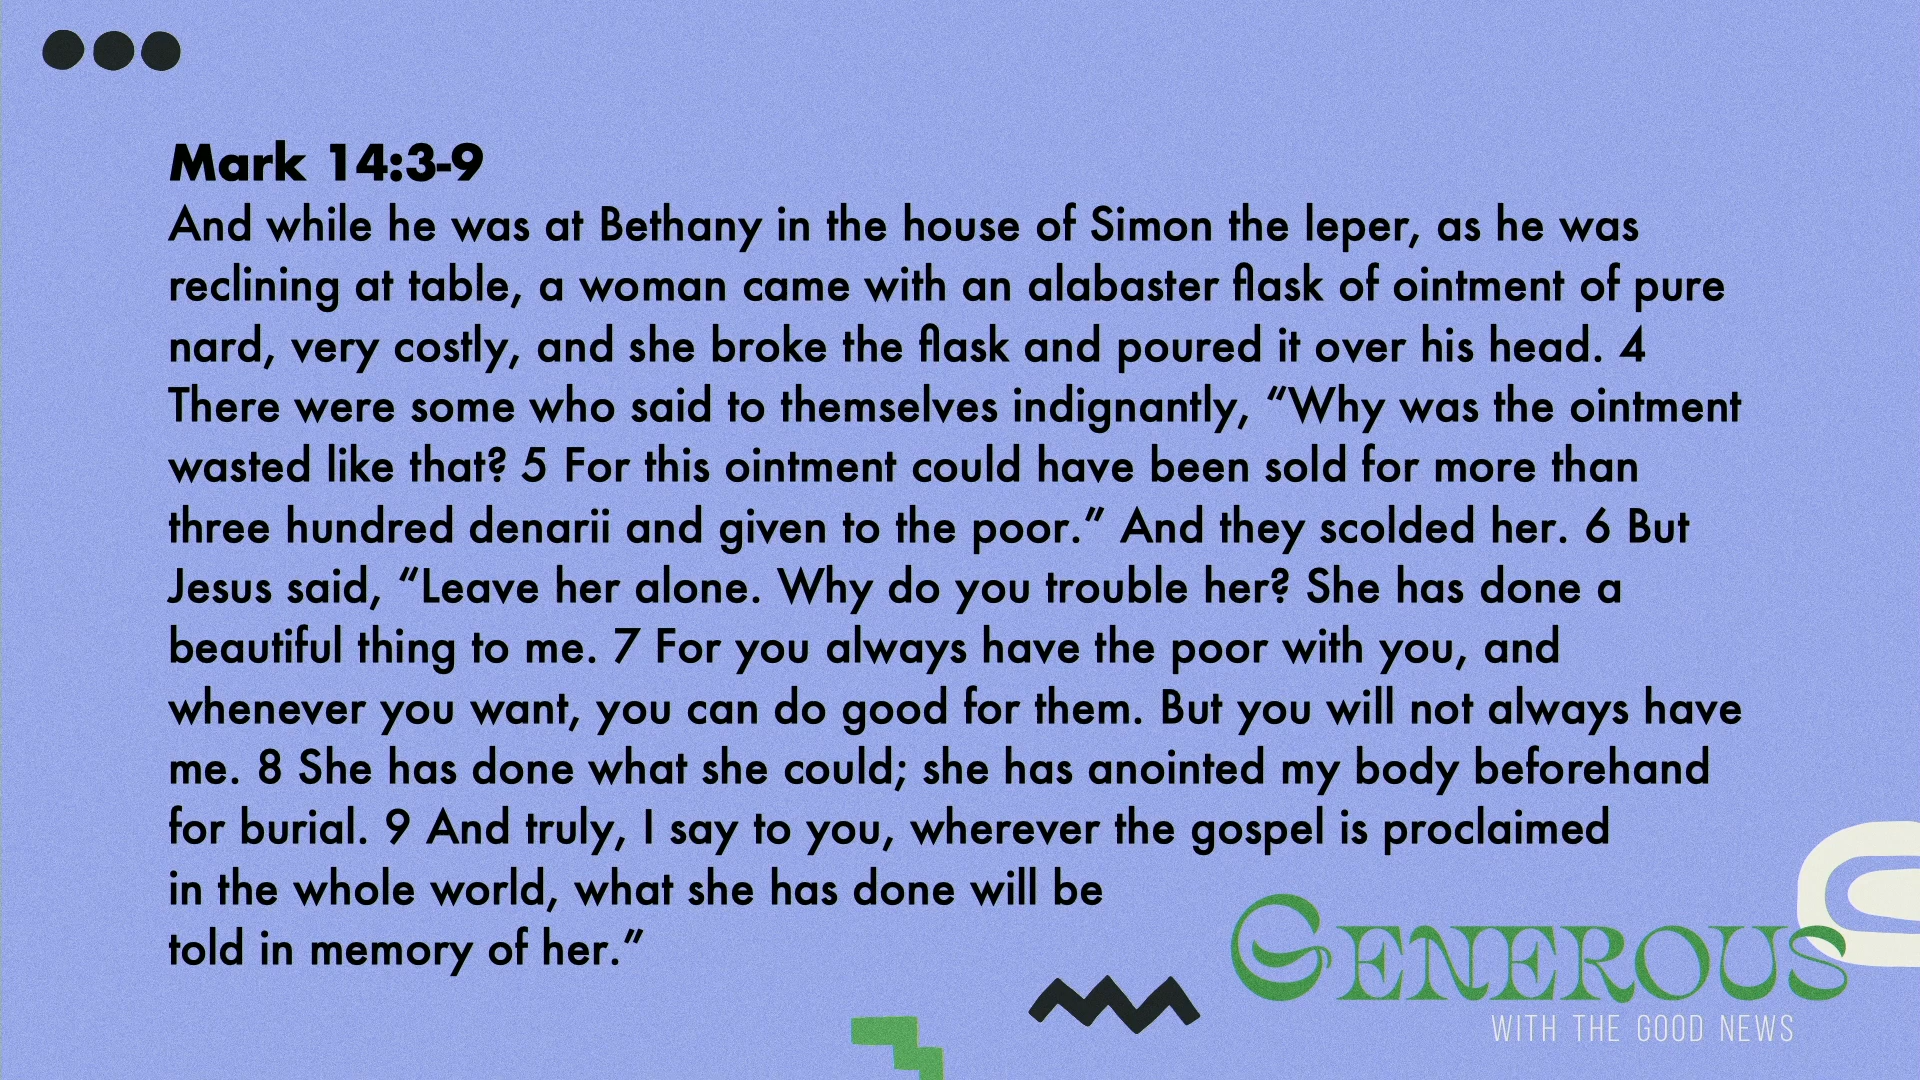 Mark 14:3-9
And while he was at Bethany in the house of Simon the leper, as he was
reclining at table, a woman came with an alabaster flask of ointment of pure
nard, very costly, and she broke the flask and poured it over his head. 4
There were some who said to themselves indignantly, “Why was the ointment
wasted like that? 5 For this ointment could have been sold for more than
three hundred denarii and given to the poor.” And they scolded her. 6 But
Jesus said, “Leave her alone. Why do you trouble her? She has done a
beautiful thing to me. 7 For you always have the poor with you, and
whenever you want, you can do good for them. But you will not always have
me. 8 She has done what she could; she has anointed my body beforehand
for burial. 9 And truly, I say to you, wherever the gospel is proclaimed
in the whole world, what she has done will be
told in memory of her.”
GENEROUS
WITH THE GOOD NEWS